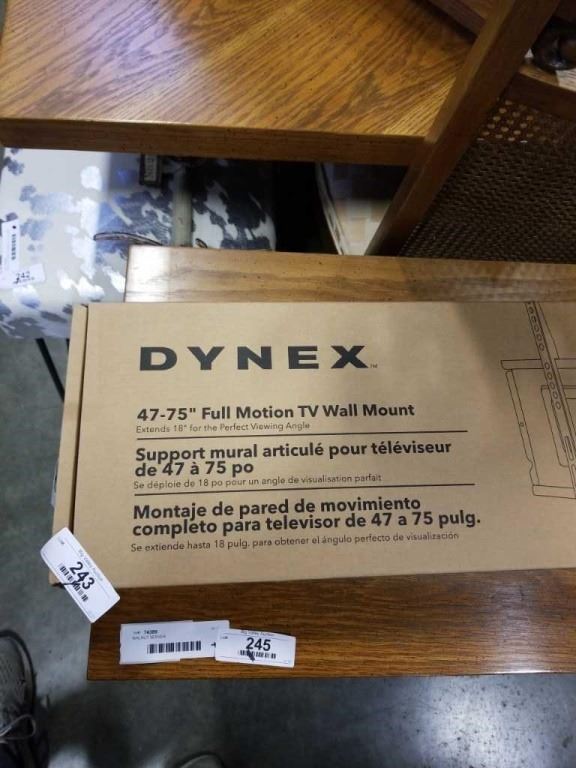 DYNEX™
47-75" Full Motion TV Wall Mount
Extends 18" for the Perfect Viewing Angle
Support mural articulé pour téléviseur
de 47 à 75 po
Se déploie de 18 po pour un angle de visualisation parfait
Montaje de pared de movimiento
completo para televisor de 47 a 75 pulg.
Se extiende hasta 18 pulg. para obtener el ángulo perfecto de visualización
242
243
245